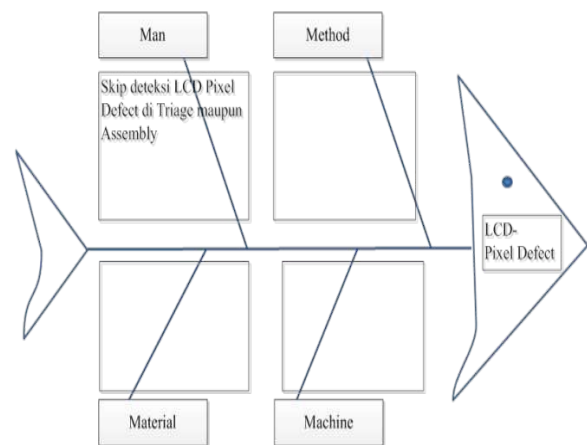 Man
Method
Skip deteksi LCD Pixel
Defect di Triage maupun
Assembly
LCD-
Pixel Defect
Material
Machine